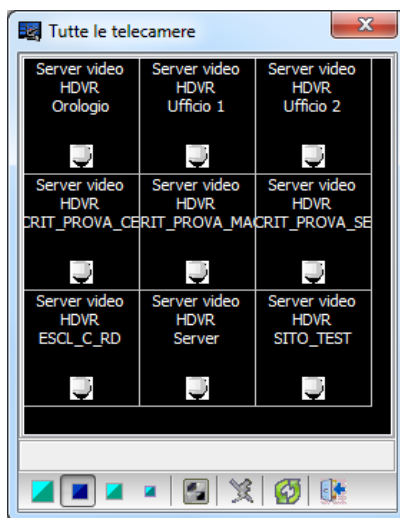 Tutte le telecamere
Server video
HDVR
Orologio
Server video
HDVR
Ufficio 1
Server video
HDVR
Ufficio 2
Server video
HDVR
CRIT_PROVA_CE
Server video
HDVR
RIT_PROVA_MA
Server video
HDVR
CRIT_PROVA_SE
Server video
HDVR
ESCL_C_RD
Server video
HDVR
Server
Server video
HDVR
SITO_TEST